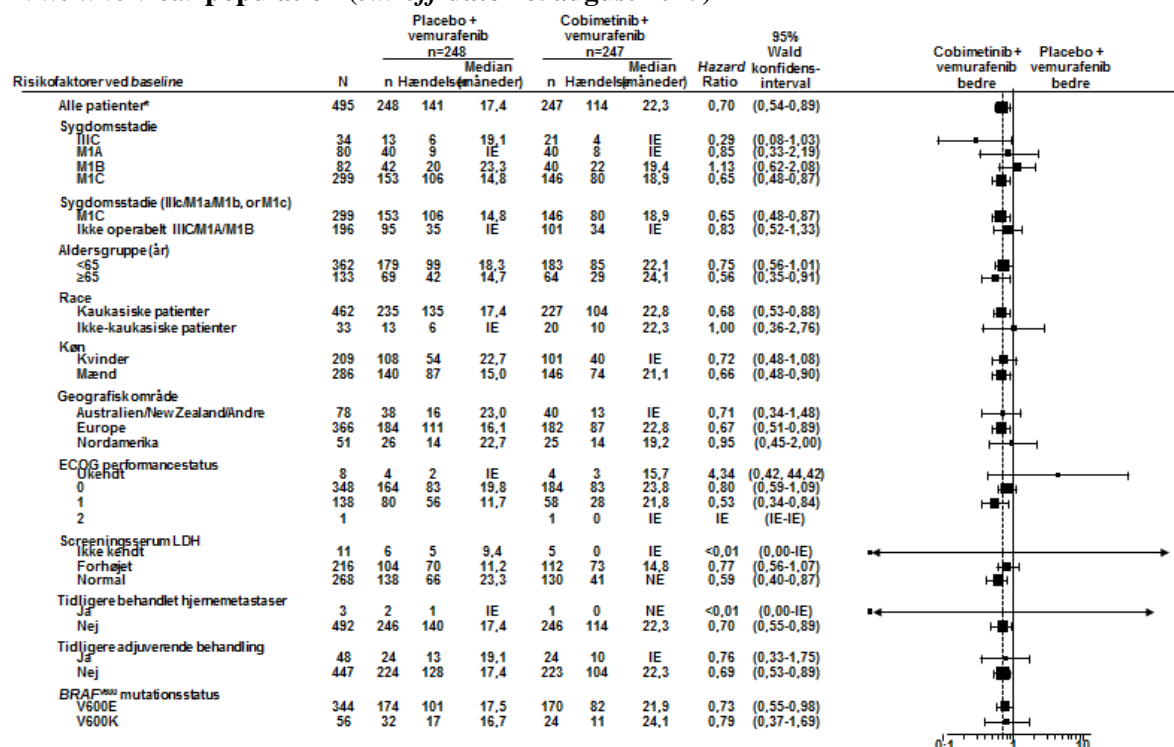 Placebo + Cobimetinib +
vemurafenib vemurafenib 95%
n=248 n=247 Wald Cobimetinib + Placebo +
Median Median Hazard konfidens- vemurafenib vemurafenib
Risikofaktorer ved baseline N n Hændelser måneder) n Hændelser måneder) Ratio interval bedre bedre
Alle patienter* 495 248 141 17,4 247 114 22,3 0,70 (0,54-0,89)
Sygdomsstadie
IIIC 34 13 6 19,1 21 4 IE 0,29 (0,08-1,03)
M1A 80 40 9 IE 40 8 IE 0,85 (0,33-2,19)
M1B 82 42 20 23,3 40 22 19,4 1,13 (0,62-2,08)
M1C 299 153 106 14,8 146 80 18,9 0,65 (0,48-0,87)
Sygdomsstadie (IIIc/M1a/M1b, or M1c)
M1C 299 153 106 14,8 146 80 18,9 0,65 (0,48-0,87)
Ikke operabelt IIIC/M1A/M1B 196 95 35 IE 101 34 IE 0,83 (0,52-1,33)
Aldersgruppe (år)
<65 362 179 99 18,3 183 85 22,1 0,75 (0,56-1,01)
≥65 133 69 42 14,7 64 29 24,1 0,56 (0,35-0,91)
Race
Kaukasiske patienter 462 235 135 17,4 227 104 22,8 0,68 (0,53-0,88)
Ikke-kaukasiske patienter 33 13 6 IE 20 10 22,3 1,00 (0,36-2,76)
Køn
Kvinder 209 108 54 22,7 101 40 IE 0,72 (0,48-1,08)
Mænd 286 140 87 15,0 146 74 21,1 0,66 (0,48-0,90)
Geografisk område
Australien/New Zealand/Andre 78 38 16 23,0 40 13 IE 0,71 (0,34-1,48)
Europe 366 184 111 16,1 182 87 22,8 0,67 (0,51-0,89)
Nordamerika 51 26 14 22,7 25 14 19,2 0,95 (0,45-2,00)
ECOG performancestatus
Ukendt 8 4 2 IE 4 3 15,7 4,34 (0,42, 44,42)
0 348 164 83 19,8 184 83 23,8 0,80 (0,59-1,09)
1 138 80 56 11,7 58 28 21,8 0,53 (0,34-0,84)
2 1 1 0 IE IE (IE-IE)
Screeningsserum LDH
Ikke kendt 11 6 5 9,4 5 0 IE <0,01 (0,00-IE)
Forhøjet 216 104 70 11,2 112 73 14,8 0,77 (0,56-1,07)
Normal 268 138 66 23,3 130 41 NE 0,59 (0,40-0,87)
Tidligere behandlet hjernemetastaser
Ja 3 2 1 IE 1 0 NE <0,01 (0,00-IE)
Nej 492 246 140 17,4 246 114 22,3 0,70 (0,55-0,89)
Tidligere adjuverende behandling
Ja 48 24 13 19,1 24 10 IE 0,76 (0,33-1,75)
Nej 447 224 128 17,4 223 104 22,3 0,69 (0,53-0,89)
BRAFV600 mutationsstatus
V600E 344 174 101 17,5 170 82 21,9 0,73 (0,55-0,98)
V600K 56 32 17 16,7 24 11 24,1 0,79 (0,37-1,69)
0,1 1 10